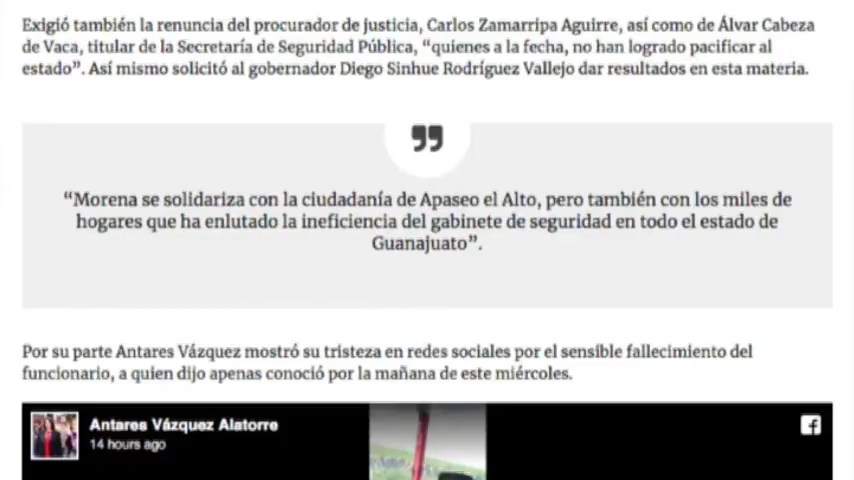 Exigió también la renuncia del procurador de justicia, Carlos Zamarripa Aguirre, así como de Álvar Cabeza
de Vaca, titular de la Secretaría de Seguridad Pública, “quienes a la fecha, no han logrado pacificar al
estado”. Así mismo solicitó al gobernador Diego Sinhue Rodríguez Vallejo dar resultados en esta materia.
”
“Morena se solidariza con la ciudadanía de Apaseo el Alto, pero también con los miles de
hogares que ha enlutado la ineficiencia del gabinete de seguridad en todo el estado de
Guanajuato”.
Por su parte Antares Vázquez mostró su tristeza en redes sociales por el sensible fallecimiento del
funcionario, a quien dijo apenas conoció por la mañana de este miércoles.
Antares Vázquez Alatorre
14 hours ago